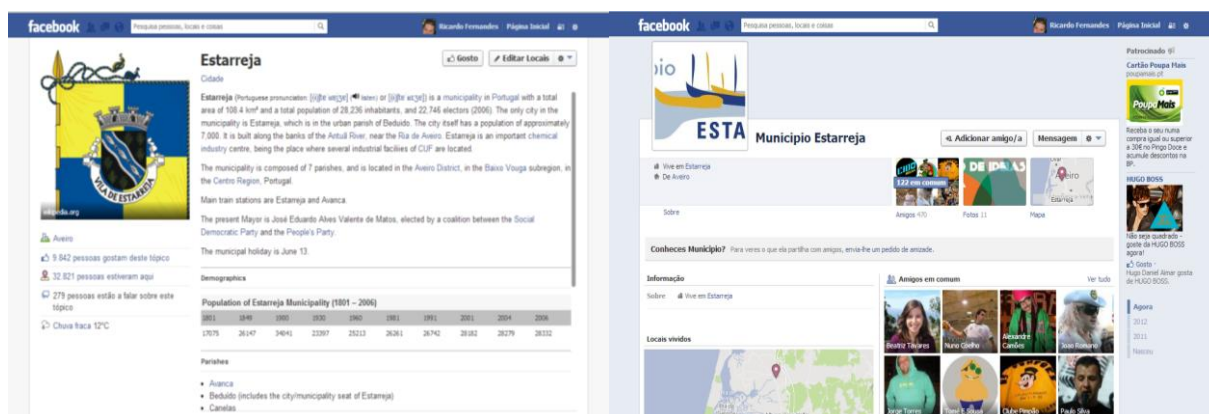 facebook
Pesquisa pessoas, locais e coisas
Ricardo Fernandes Página Inicial
Estarreja
Gosto
Editar Locais
Cidade
Estarreja (Portuguese pronunciation: (listen) or is a municipality in Portugal with a total
area of 108.4 km² and a total population of 28,236 inhabitants, and 22,746 electors (2006). The only city in the
municipality is Estarreja, which is in the urban parish of Beduido. The city itself has a population of approximately
7,000. It is built along the banks of the Antuã River, near the Ria de Aveiro. Estarreja is an important chemical
industry centre, being the place where several industrial facilies of CUF are located
The municipality is composed of 7 parishes, and is located in the Aveiro District, in the Baixo Vouga subregion, in
the Centro Region, Portugal.
Main train stations are Estarreja and Avanca.
The present Mayor is José Eduardo Alves Valente de Matos, elected by a coalition between the Social
Democratic Party and the People's Party.
The municipal holiday is June 13.
VILA DE ESTARREJA
wikipedia.org
Aveiro
9.842 pessoas gostam deste tópico
32.821 pessoas estiveram aqui
279 pessoas estão a falar sobre este
tópico
Chuva fraca 12°C
Demographics
Population of Estarreja Municipality (1801 – 2006)
1801 1849 1900 1930 1960 1981 1991 2001 2004 2006
17075 26147 34041 23397 25213 26261 26742 28182 28279 28332
Parishes
Avanca
Beduído (includes the city/municipality seat of Estarreja)
Canelas
facebook
Pesquisa pessoas, locais e coisas
Ricardo Fernandes Página Inicial
pio
ESTA
Municipio Estarreja
Adicionar amigo/a
Mensagem
Vive em Estarreja
De Aveiro
Sobre
122 em comum
DE IDEIAS
Aveiro
Estarreja
Amigos 470
Fotos 11
Mapa
Conheces Municipio? Para veres o que ela partilha com amigos, envia-lhe um pedido de amizade.
Informação
Sobre Vive em Estarreja
Locais vividos
Amigos em comum
Ver tudo
Beatriz Tavares
Nuno Coelho
Alexandre
Camões
Joao Romano
Jorge Torres
Tomé E Sousa
Clube Pinpão
Paulo Silva
Patrocinado
Cartão Poupa Mais
poupamais.pt
Poupa Mais
Receba o seu numa
compra igual ou superior
a 30€ no Pingo Doce e
acumule descontos na
BP.
HUGO BOSS
Não seja quadrado -
goste da HUGO BOSS
agora!
Gosto ·
Hugo Daniel Aimar gosta
de HUGO BOSS.
Agora
2012
2011
Nasceu